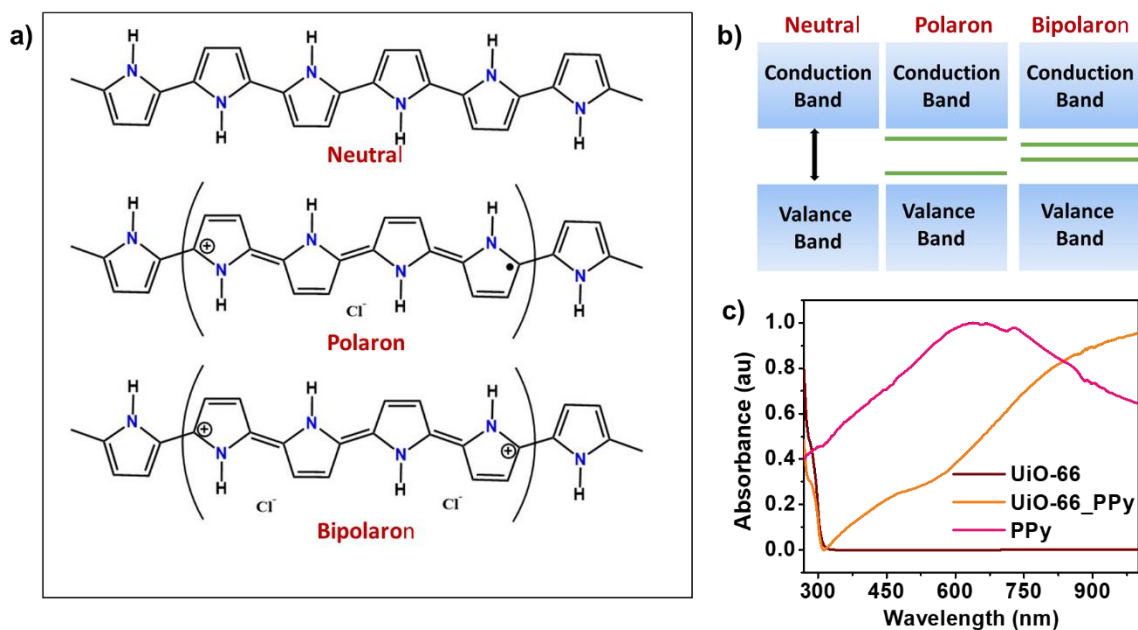 a)
H H H
N N N
N N N
H H H
Neutral
H H H
N N N
⊕
N N N
•
H H H
Cl⁻
Polaron
H H H
N N N
⊕ ⊕
N N N
H H H
Cl⁻ Cl⁻
Bipolaron
b)
Neutral Polaron Bipolaron
Conduction Band
Conduction Band
Conduction Band
Valance Band
Valance Band
Valance Band
c)
Absorbance (au)
1.0
0.8
0.6
0.4
0.2
0.0
UiO-66
UiO-66_PPy
PPy
300 450 600 750 900
Wavelength (nm)